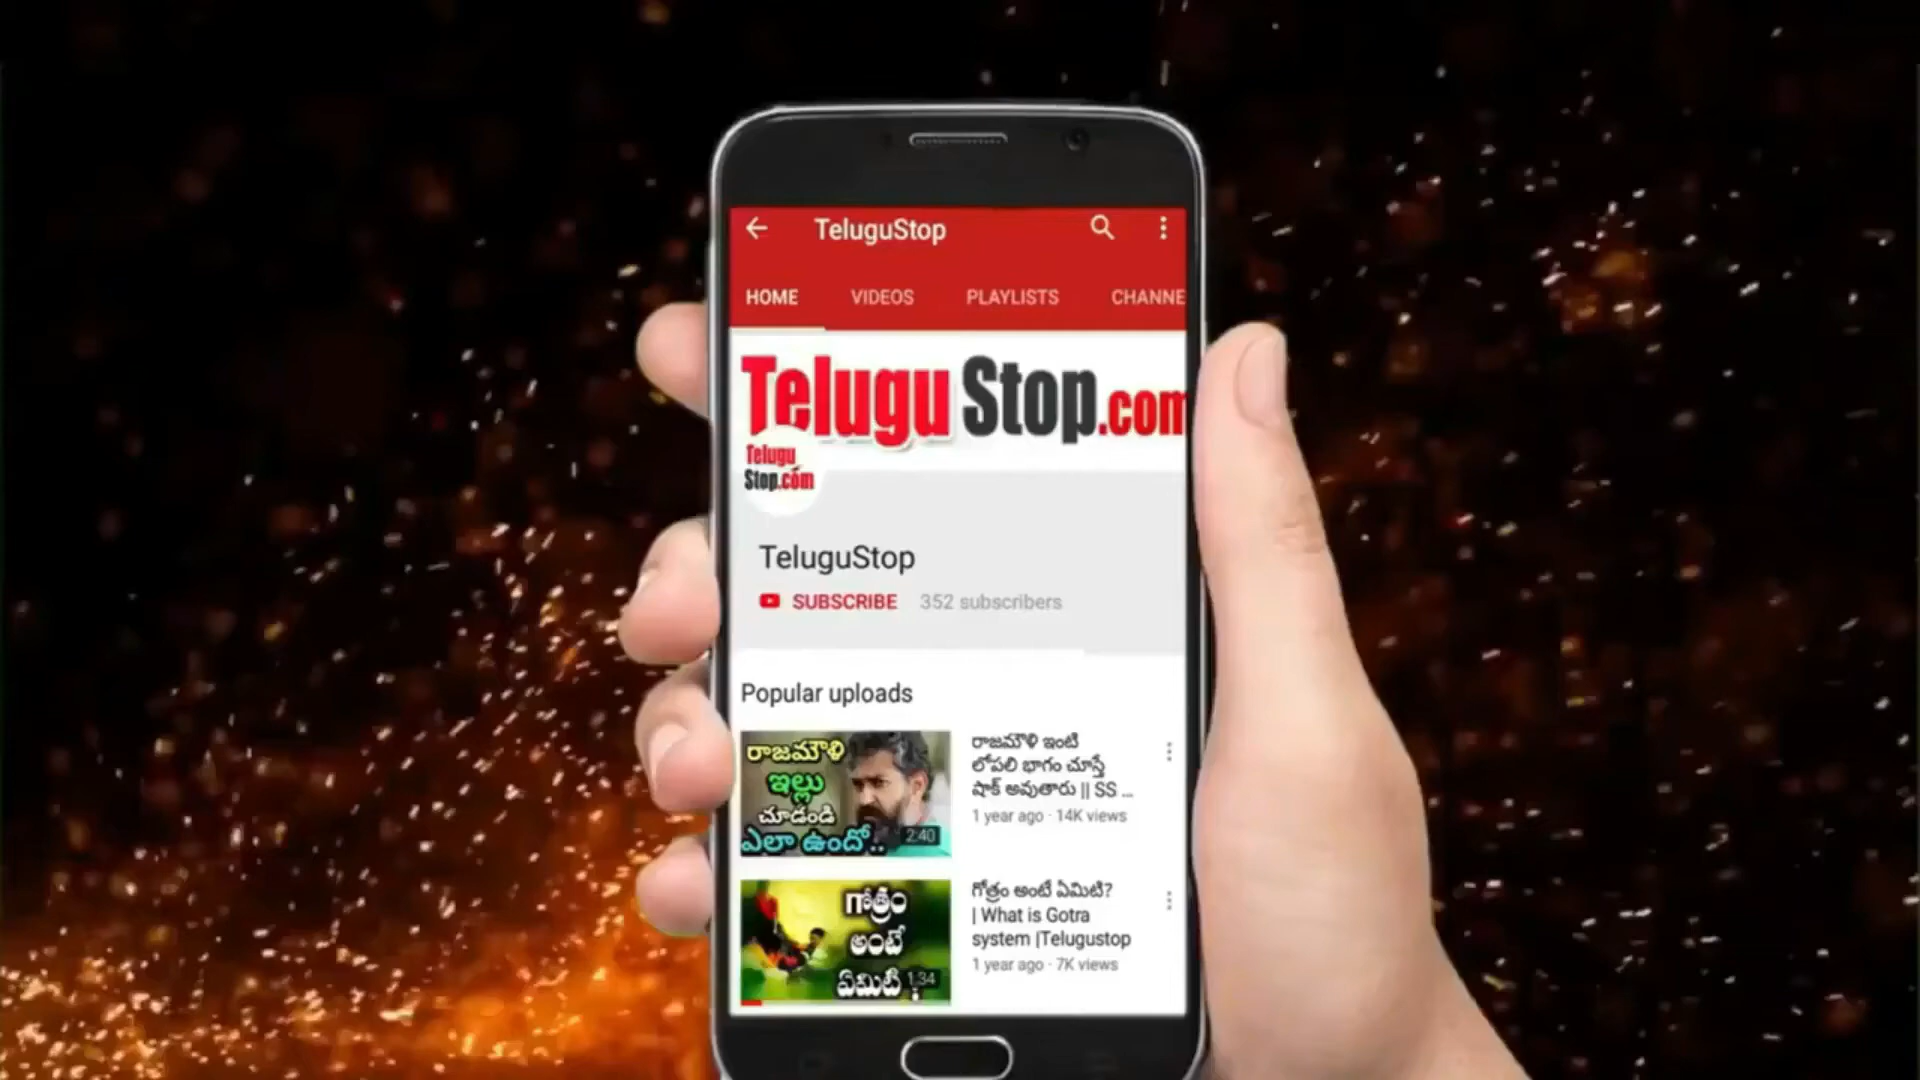 TeluguStop
HOME VIDEOS PLAYLISTS CHANNE
Telugu Stop.com
Telugu
Stop.com
TeluguStop
SUBSCRIBE 352 subscribers
Popular uploads
రాజమౌళి
ఇల్లు
చూడండి
ఎలా ఉందో..
2:40
రాజమౌళి ఇంటి
లోపలి భాగం చూస్తే
షాక్ అవుతారు || SS ...
1 year ago · 14K views
గోత్రం
అంటే
ఏమిటి
1:34
గోత్రం అంటే ఏమిటి?
| What is Gotra
system |Telugustop
1 year ago · 7K views